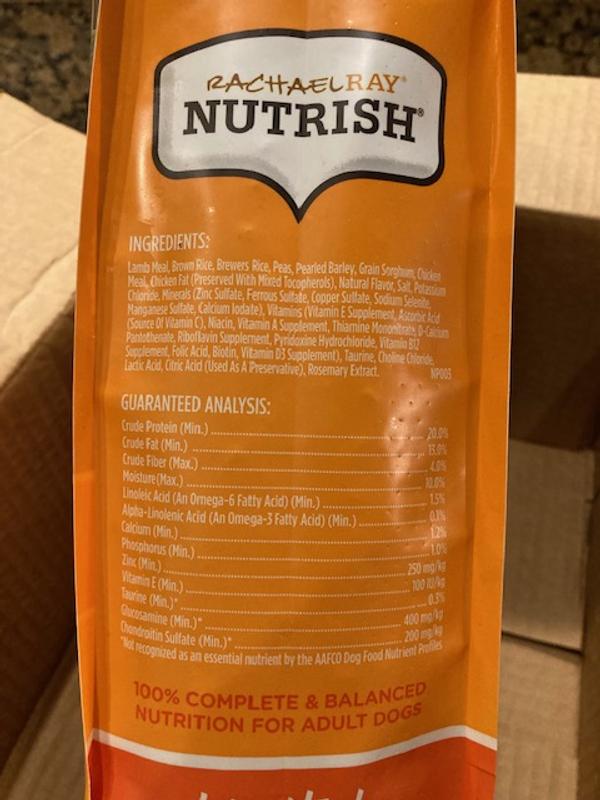 RACHAEL RAY®
NUTRISH®
INGREDIENTS:
Lamb Meal, Brown Rice, Brewers Rice, Peas, Pearled Barley, Grain Sorghum, Chicken
Meal, Chicken Fat (Preserved With Mixed Tocopherols), Natural Flavor, Salt, Potassium
Chloride, Minerals (Zinc Sulfate, Ferrous Sulfate, Copper Sulfate, Sodium Selenite,
Manganese Sulfate, Calcium Iodate), Vitamins (Vitamin E Supplement, Ascorbic Acid
(Source Of Vitamin C), Niacin, Vitamin A Supplement, Thiamine Mononitrate, D-Calcium
Pantothenate, Riboflavin Supplement, Pyridoxine Hydrochloride, Vitamin B12
Supplement, Folic Acid, Biotin, Vitamin D3 Supplement), Taurine, Choline Chloride,
Lactic Acid, Citric Acid (Used As A Preservative), Rosemary Extract. NP003
GUARANTEED ANALYSIS:
Crude Protein (Min.) 20.0%
Crude Fat (Min.) 13.0%
Crude Fiber (Max.) 4.0%
Moisture (Max.) 10.0%
Linoleic Acid (An Omega-6 Fatty Acid) (Min.) 1.5%
Alpha-Linolenic Acid (An Omega-3 Fatty Acid) (Min.) 0.1%
Calcium (Min.) 1.2%
Phosphorus (Min.) 1.0%
Zinc (Min.) 250 mg/kg
Vitamin E (Min.) 100 IU/kg
Taurine (Min.)* 0.3%
Glucosamine (Min.)* 400 mg/kg
Chondroitin Sulfate (Min.)* 200 mg/kg
*Not recognized as an essential nutrient by the AAFCO Dog Food Nutrient Profiles
100% COMPLETE & BALANCED
NUTRITION FOR ADULT DOGS